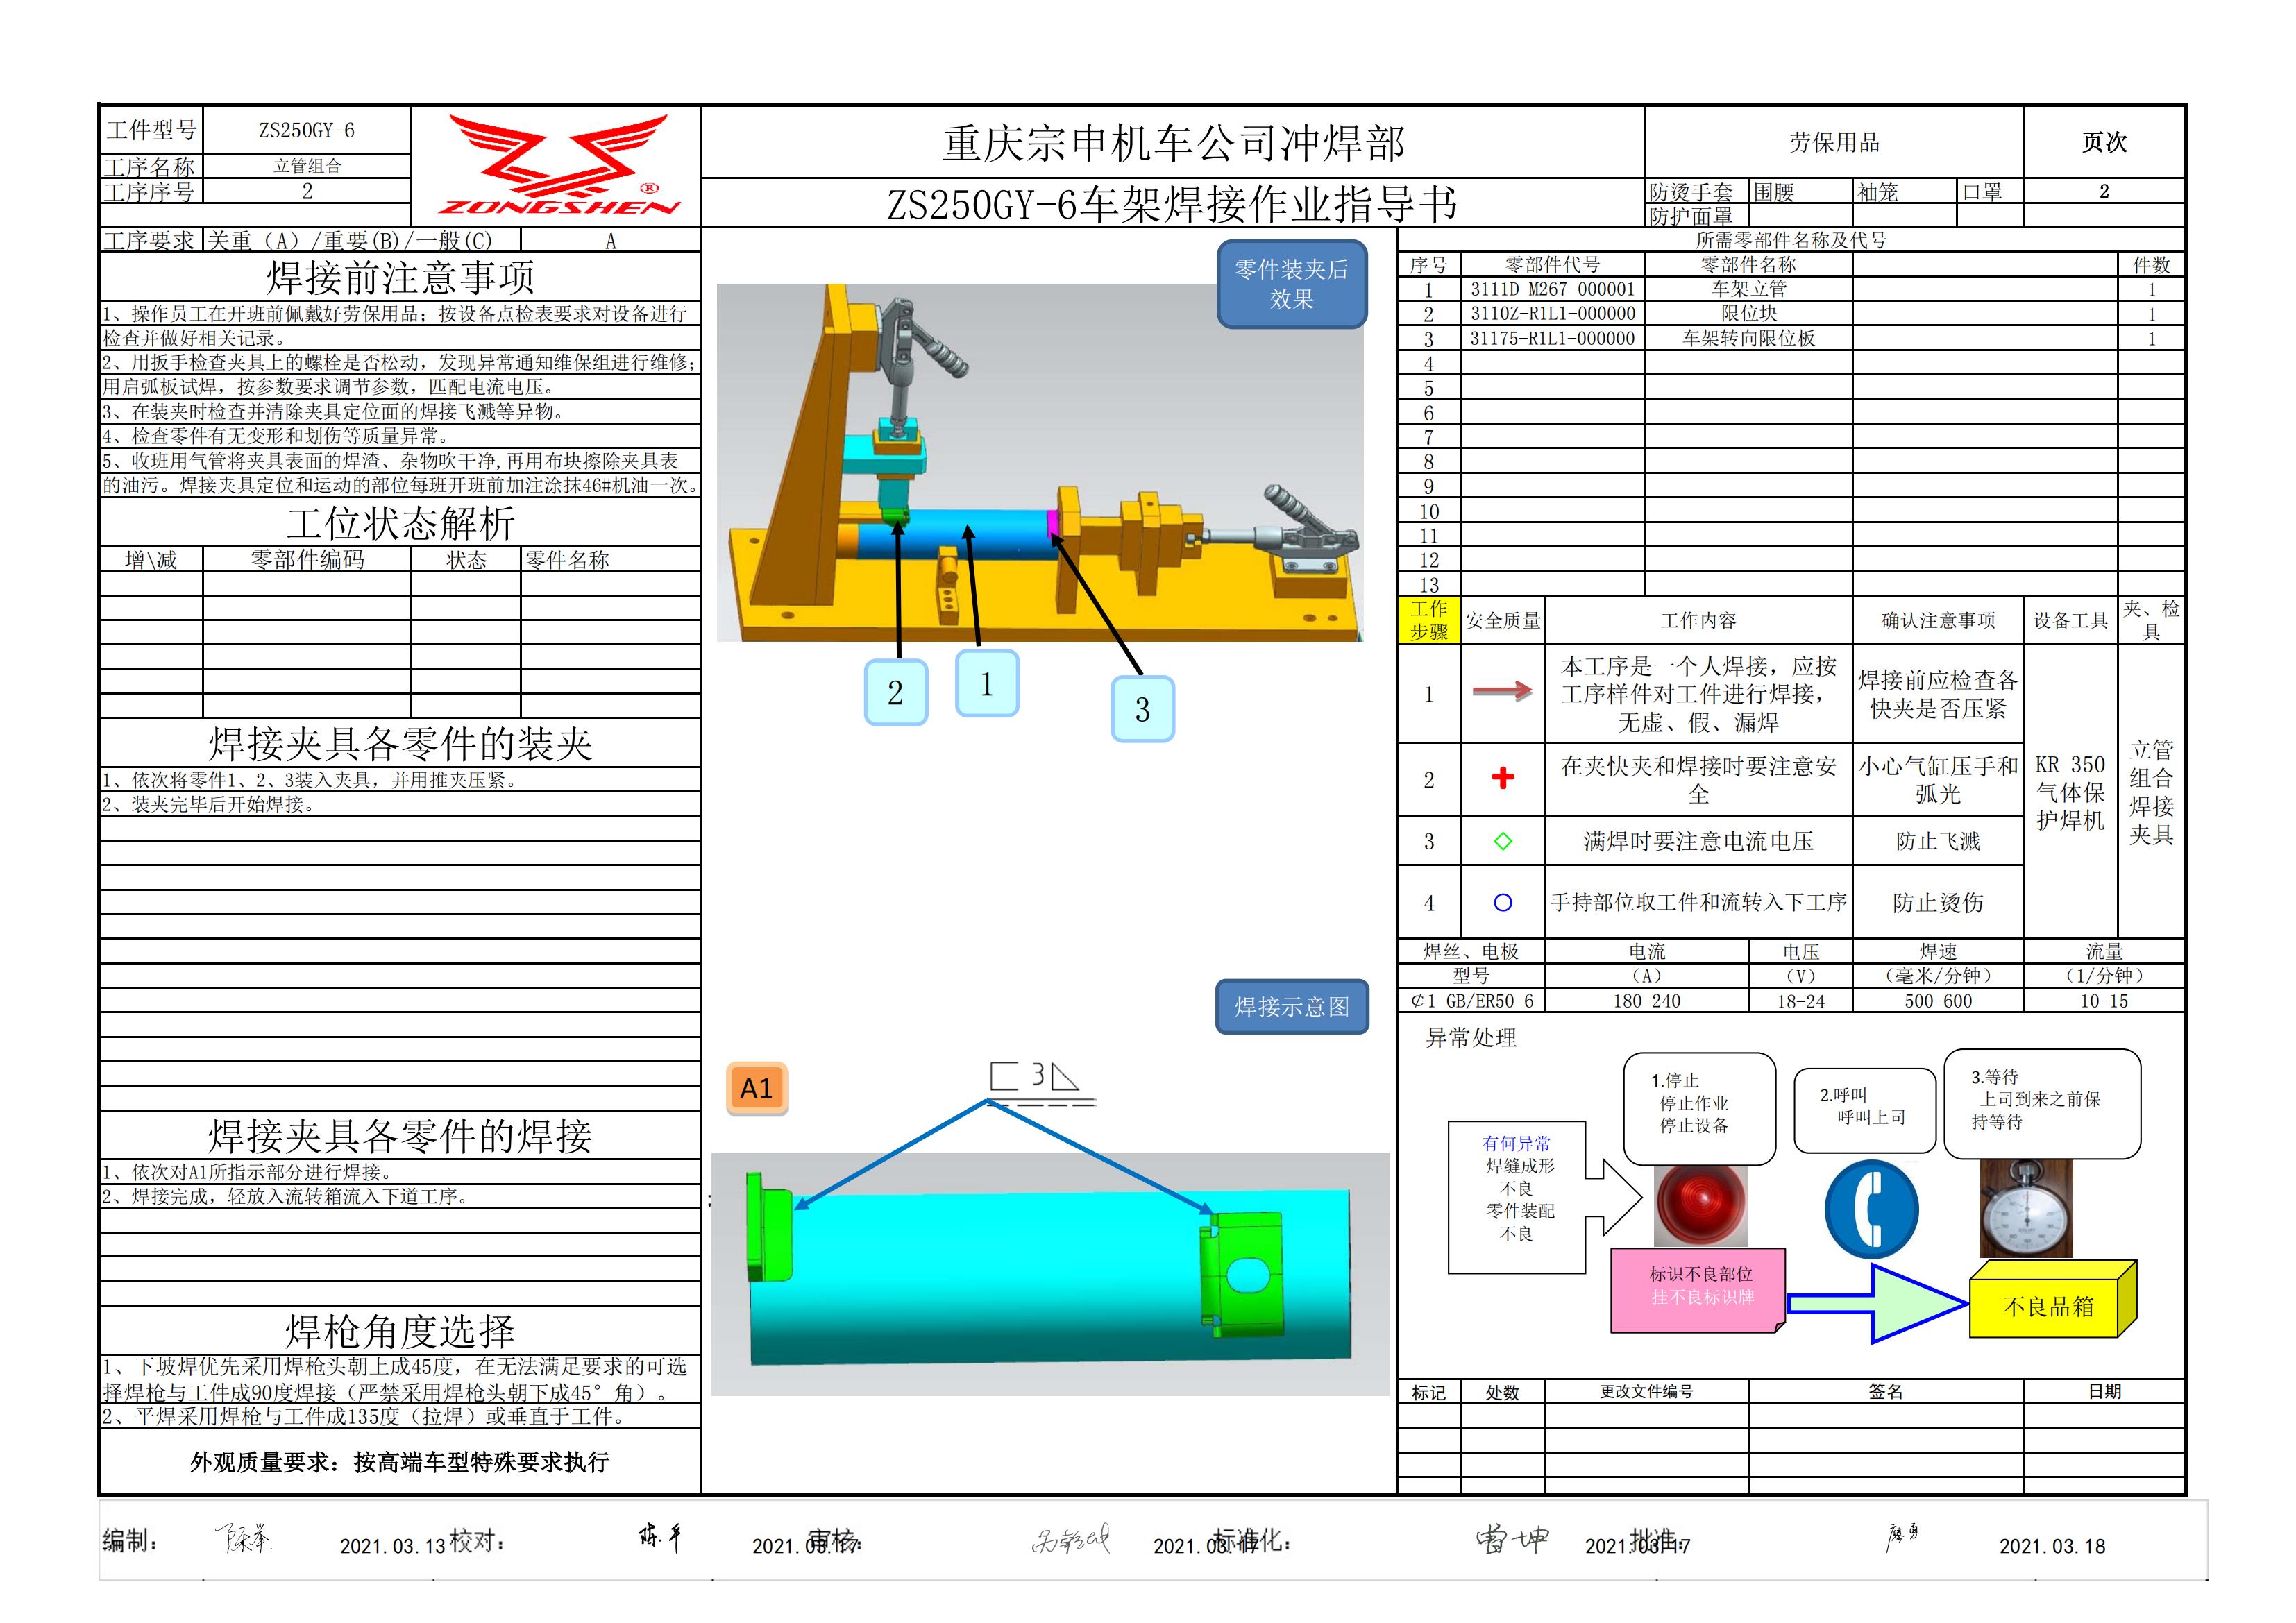 工件型号 ZS250GY-6
工序名称 立管组合
工序序号 2
ZONGSHEN ®
重庆宗申机车公司冲焊部
ZS250GY-6车架焊接作业指导书
劳保用品 页次
防烫手套 围腰 袖笼 口罩 2
防护面罩
工序要求 关重（A）/重要(B)/一般(C) A
焊接前注意事项
1、操作员工在开班前佩戴好劳保用品；按设备点检表要求对设备进行
检查并做好相关记录。
2、用扳手检查夹具上的螺栓是否松动，发现异常通知维保组进行维修；
用启弧板试焊，按参数要求调节参数，匹配电流电压。
3、在装夹时检查并清除夹具定位面的焊接飞溅等异物。
4、检查零件有无变形和划伤等质量异常。
5、收班用气管将夹具表面的焊渣、杂物吹干净,再用布块擦除夹具表
的油污。焊接夹具定位和运动的部位每班开班前加注涂抹46#机油一次。
工位状态解析
增\减 零部件编码 状态 零件名称
焊接夹具各零件的装夹
1、依次将零件1、2、3装入夹具，并用推夹压紧。
2、装夹完毕后开始焊接。
焊接夹具各零件的焊接
1、依次对A1所指示部分进行焊接。
2、焊接完成，轻放入流转箱流入下道工序。
焊枪角度选择
1、下坡焊优先采用焊枪头朝上成45度，在无法满足要求的可选
择焊枪与工件成90度焊接（严禁采用焊枪头朝下成45°角）。
2、平焊采用焊枪与工件成135度（拉焊）或垂直于工件。
外观质量要求：按高端车型特殊要求执行
零件装夹后
效果
2
1
3
焊接示意图
A1
3
所需零部件名称及代号
序号 零部件代号 零部件名称 件数
1 3111D-M267-000001 车架立管 1
2 3110Z-R1L1-000000 限位块 1
3 31175-R1L1-000000 车架转向限位板 1
4
5
6
7
8
9
10
11
12
13
工作
步骤 安全质量 工作内容 确认注意事项 设备工具 夹、检
具
1 本工序是一个人焊接，应按
工序样件对工件进行焊接，
无虚、假、漏焊
焊接前应检查各
快夹是否压紧
2 在夹快夹和焊接时要注意安
全
小心气缸压手和
弧光
3 满焊时要注意电流电压 防止飞溅
4 手持部位取工件和流转入下工序 防止烫伤
KR 350
气体保
护焊机
立管
组合
焊接
夹具
焊丝、电极 电流 电压 焊速 流量
型号 （A） （V） （毫米/分钟） （1/分钟）
¢1 GB/ER50-6 180-240 18-24 500-600 10-15
异常处理
有何异常
焊缝成形
不良
零件装配
不良
1.停止
停止作业
停止设备
2.呼叫
呼叫上司
3.等待
上司到来之前保
持等待
标识不良部位
挂不良标识牌
不良品箱
标记 处数 更改文件编号 签名 日期
编制： 2021.03.13 校对： 2021.03.17 审核： 2021.03.17 标准化： 2021.03.17 批准： 2021.03.18